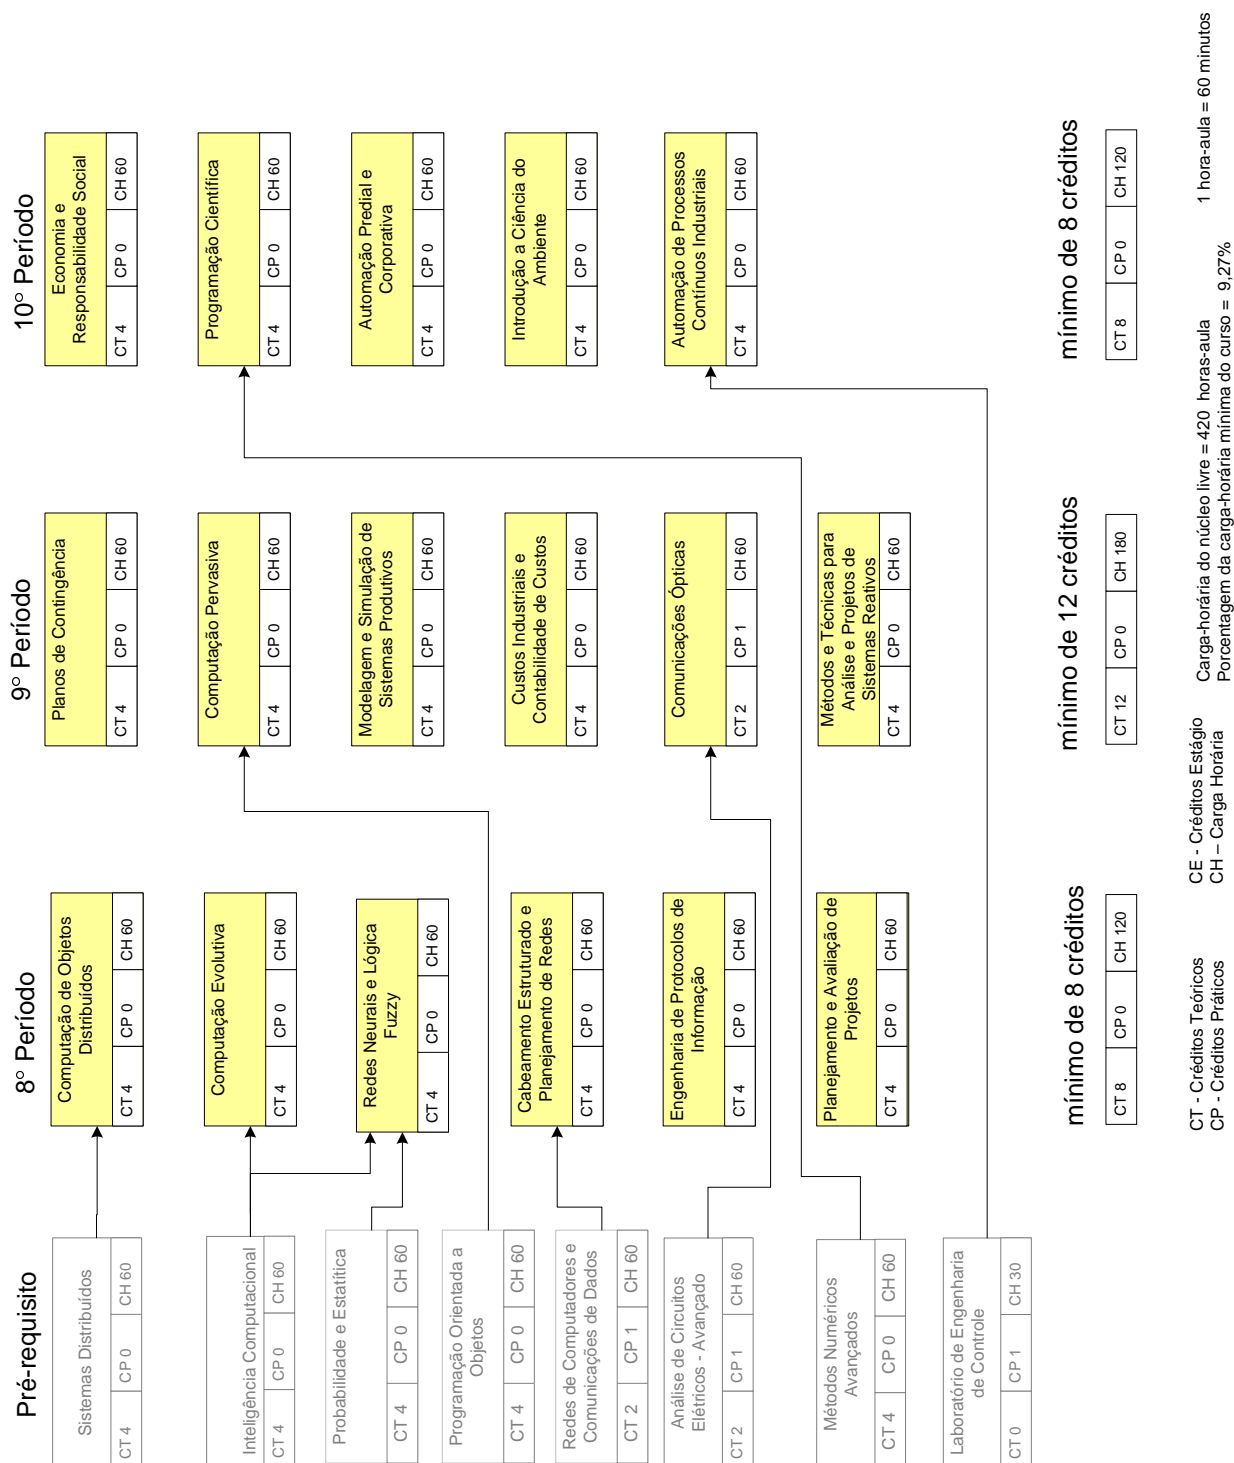 Pré-requisito
Sistemas Distribuídos
CT 4 CP 0 CH 60
Inteligência Computacional
CT 4 CP 0 CH 60
Probabilidade e Estatítica
CT 4 CP 0 CH 60
Programação Orientada a
Objetos
CT 4 CP 0 CH 60
Redes de Computadores e
Comunicações de Dados
CT 2 CP 1 CH 60
Análise de Circuitos
Elétricos - Avançado
CT 2 CP 1 CH 60
Métodos Numéricos
Avançados
CT 4 CP 0 CH 60
Laboratório de Engenharia
de Controle
CT 0 CP 1 CH 30
8° Período
Computação de Objetos
Distribuídos
CT 4 CP 0 CH 60
Computação Evolutiva
CT 4 CP 0 CH 60
Redes Neurais e Lógica
Fuzzy
CT 4 CP 0 CH 60
Cabeamento Estruturado e
Planejamento de Redes
CT 4 CP 0 CH 60
Engenharia de Protocolos de
Informação
CT 4 CP 0 CH 60
Planejamento e Avaliação de
Projetos
CT 4 CP 0 CH 60
mínimo de 8 créditos
CT 8 CP 0 CH 120
9° Período
Planos de Contingência
CT 4 CP 0 CH 60
Computação Pervasiva
CT 4 CP 0 CH 60
Modelagem e Simulação de
Sistemas Produtivos
CT 4 CP 0 CH 60
Custos Industriais e
Contabilidade de Custos
CT 4 CP 0 CH 60
Comunicações Ópticas
CT 2 CP 1 CH 60
Métodos e Técnicas para
Análise e Projetos de
Sistemas Reativos
CT 4 CP 0 CH 60
mínimo de 12 créditos
CT 12 CP 0 CH 180
10° Período
Economia e
Responsabilidade Social
CT 4 CP 0 CH 60
Programação Científica
CT 4 CP 0 CH 60
Automação Predial e
Corporativa
CT 4 CP 0 CH 60
Introdução a Ciência do
Ambiente
CT 4 CP 0 CH 60
Automação de Processos
Contínuos Industriais
CT 4 CP 0 CH 60
mínimo de 8 créditos
CT 8 CP 0 CH 120
CT - Créditos Teóricos
CP - Créditos Práticos
CE - Créditos Estágio
CH – Carga Horária
Carga-horária do núcleo livre = 420 horas-aula
Porcentagem da carga-horária mínima do curso = 9,27%
1 hora-aula = 60 minutos